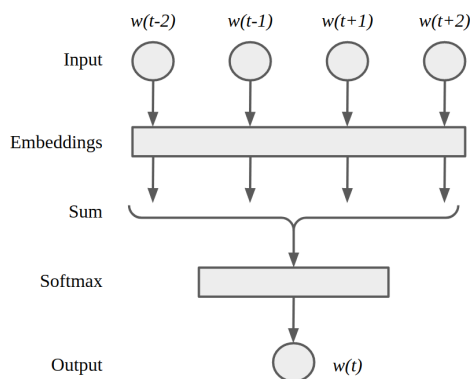 w(t-2) w(t-1) w(t+1) w(t+2)
Input
Embeddings
Sum
Softmax
Output w(t)